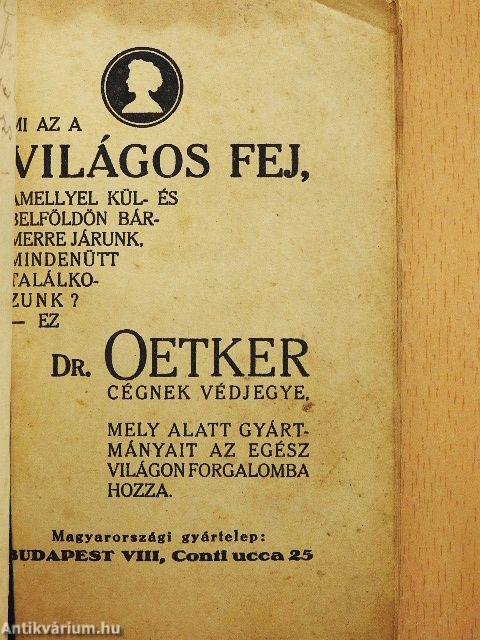 MI AZ A
VILÁGOS FEJ,
AMELLYEL KÜL- ÉS
BELFÖLDÖN BÁR-
MERRE JÁRUNK,
MINDENÜTT
TALÁLKO-
ZUNK?
— EZ
DR. OETKER
CÉGNEK VÉDJEGYE,
MELY ALATT GYÁRT-
MÁNYAIT AZ EGÉSZ
VILÁGON FORGALOMBA
HOZZA.
Magyarországi gyártelep:
BUDAPEST VIII, Conti ucca 25
Antikvárium.hu